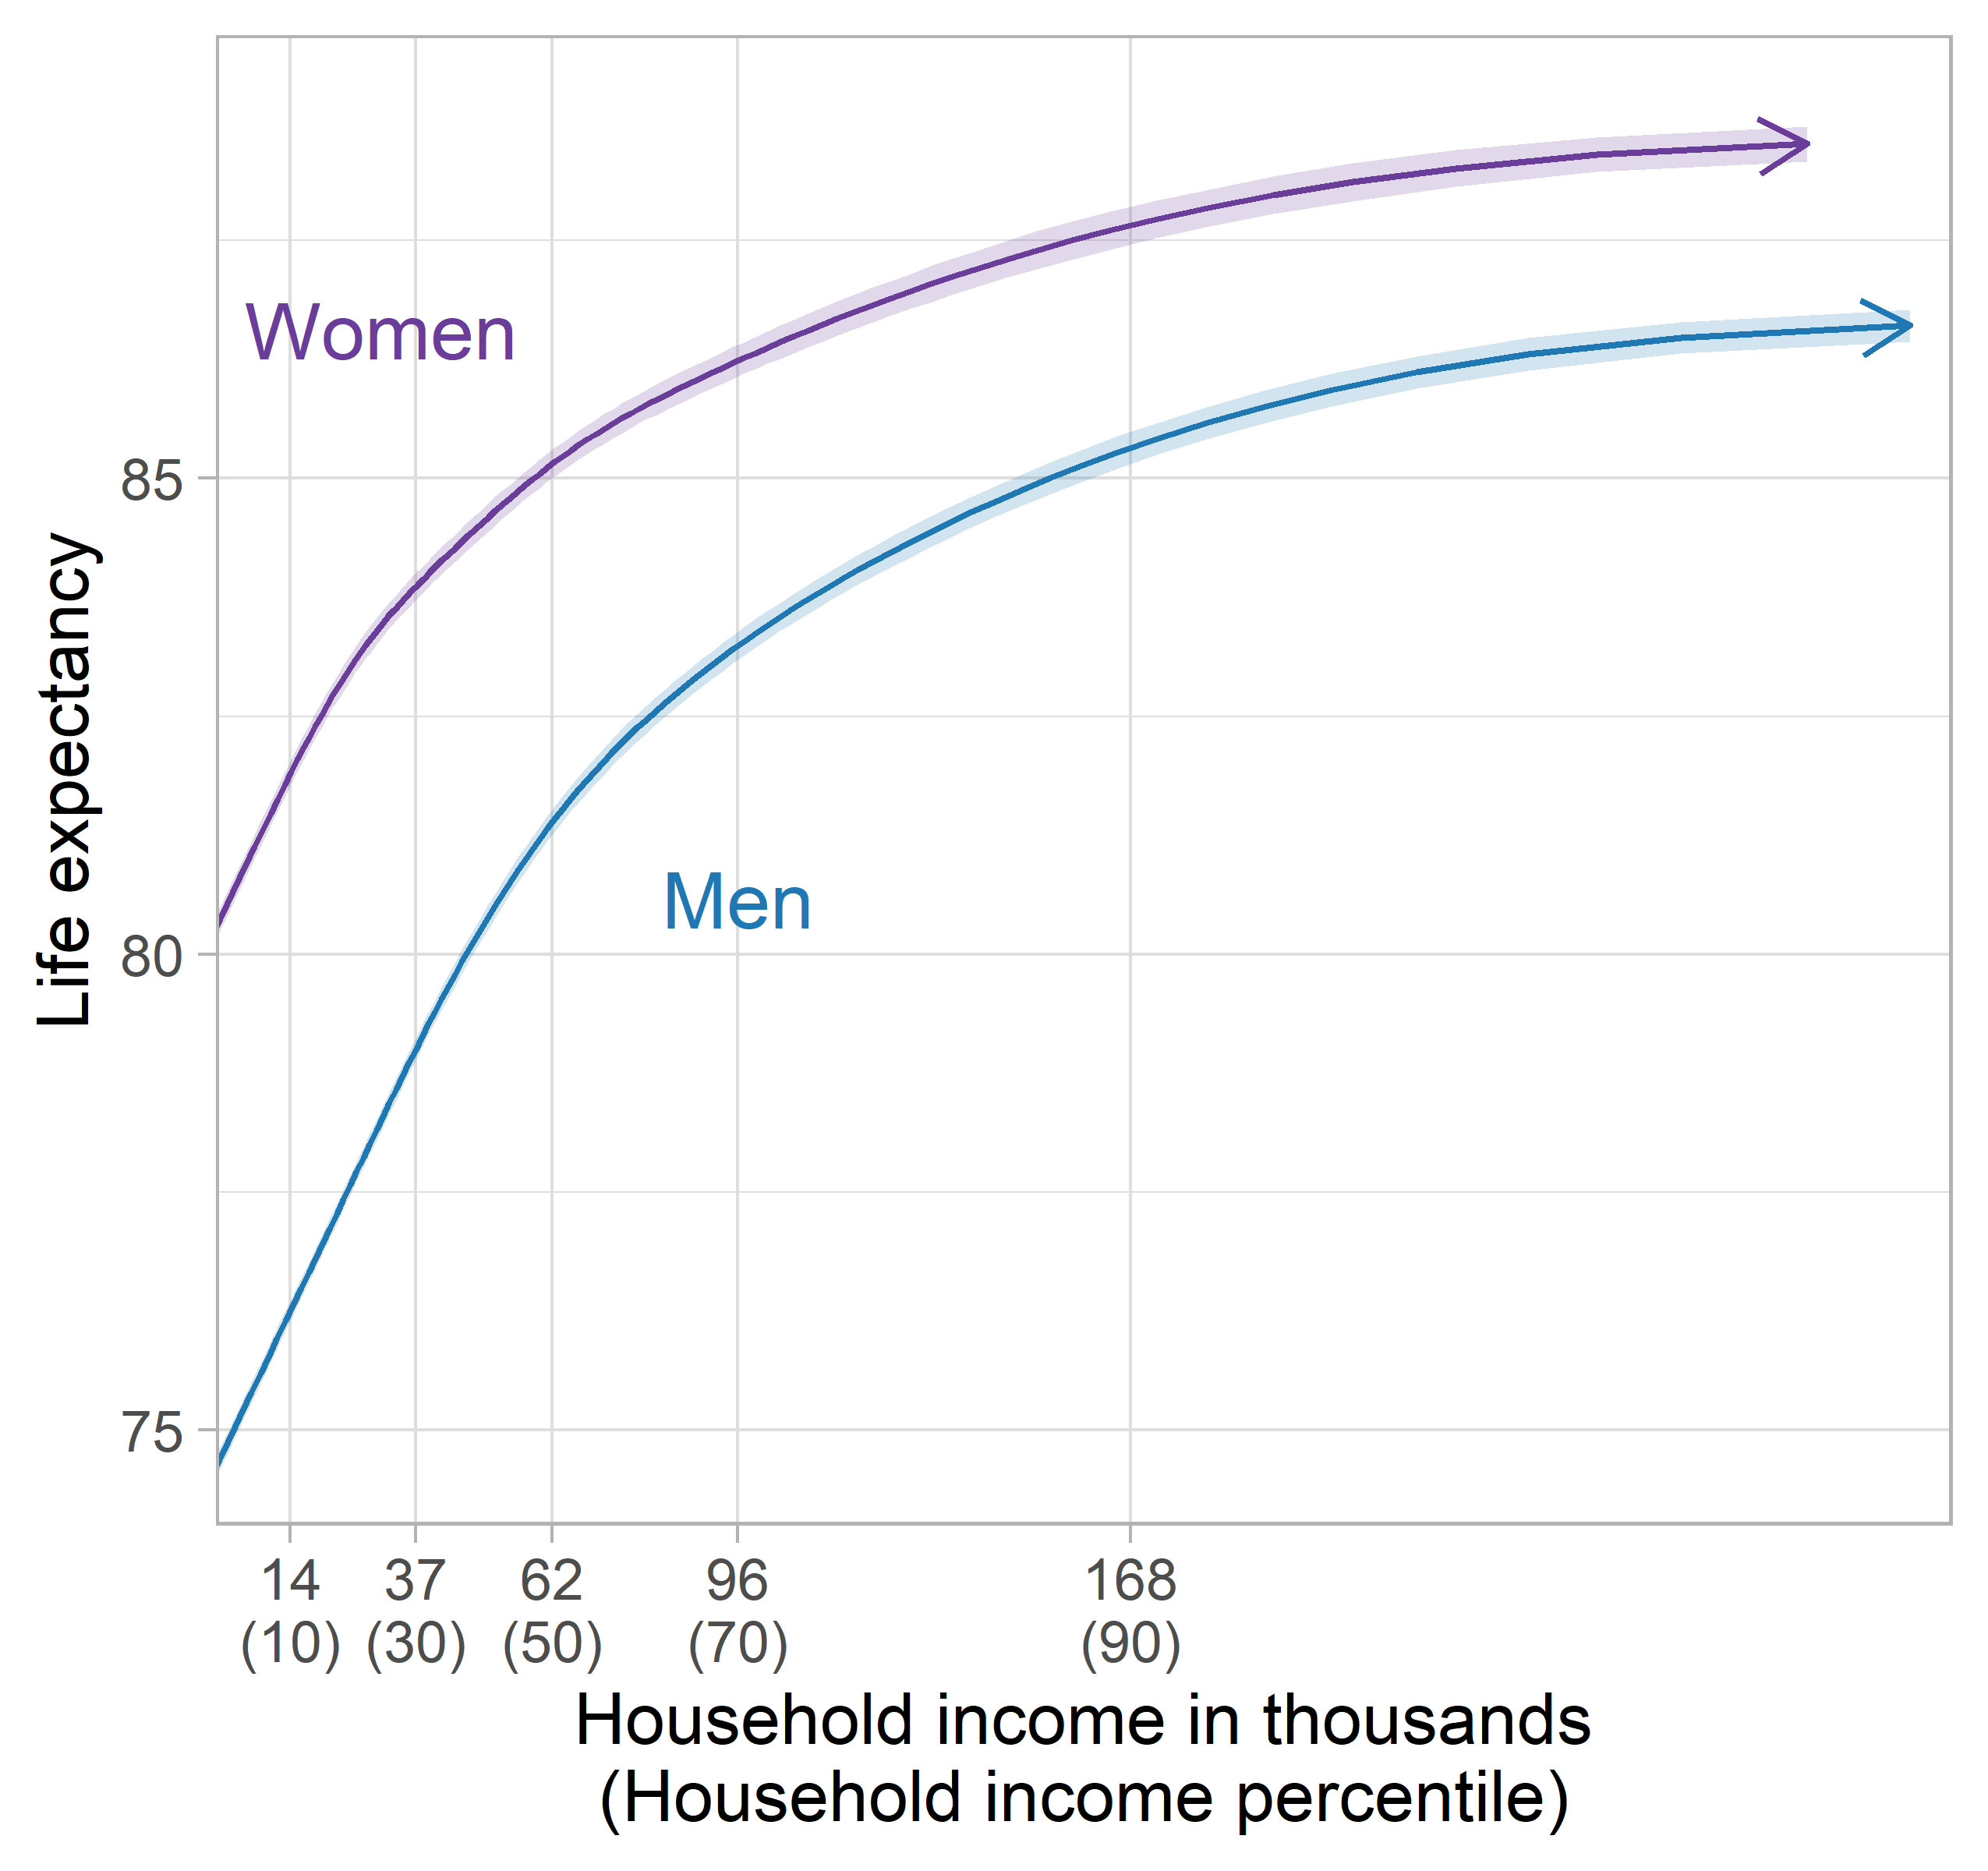 Women
Men
Life expectancy
85
80
75
14 37 62 96 168
(10) (30) (50) (70) (90)
Household income in thousands
(Household income percentile)